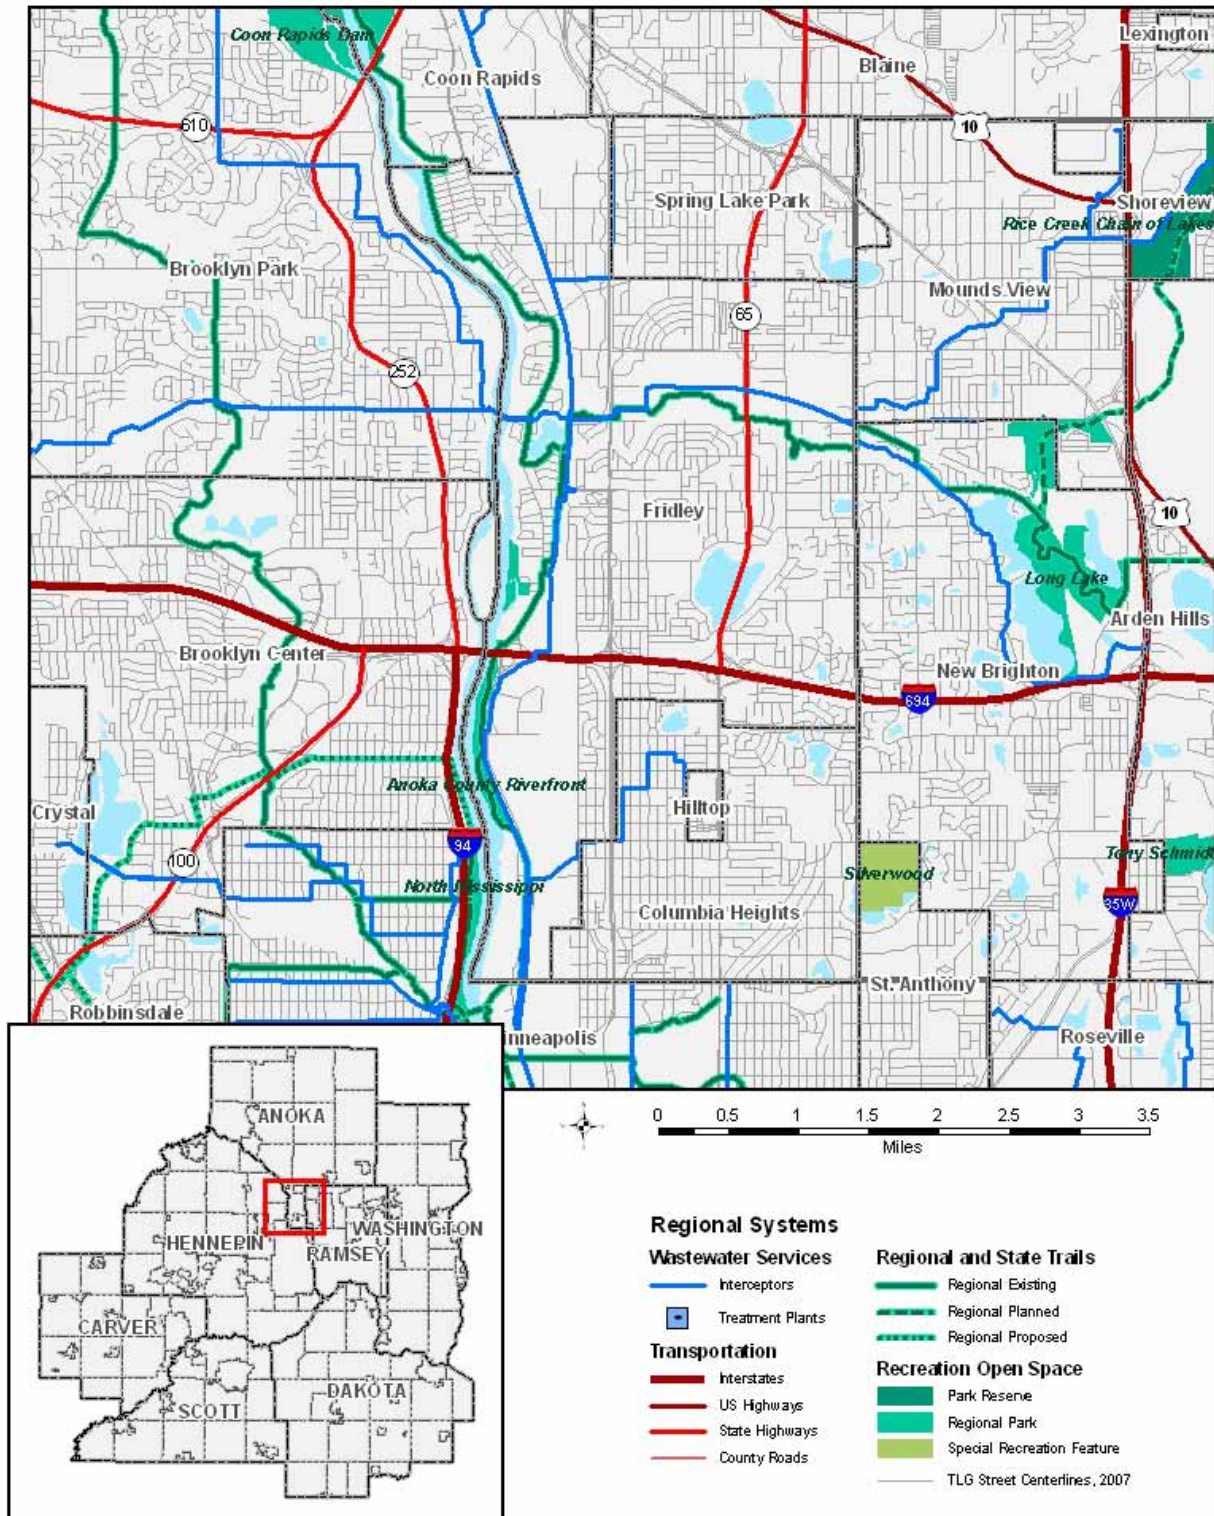 Coon Rapids Dam
Coon Rapids
Blaine
Lexington
610
10
Spring Lake Park
Shoreview
Rice Creek Chain of Lakes
Brooklyn Park
Mounds View
65
252
Fridley
10
Long Lake
Arden Hills
Brooklyn Center
New Brighton
694
Anoka County Riverfront
Crystal
Hilltop
94
100
Tony Schmidt
Silverwood
North Mississippi
35W
Columbia Heights
St. Anthony
Robbinsdale
inneapolis
Roseville
ANOKA
WASHINGTON
HENNEPIN
RAMSEY
CARVER
DAKOTA
SCOTT
0 0.5 1 1.5 2 2.5 3 3.5
Miles
Regional Systems
Wastewater Services
Interceptors
Treatment Plants
Transportation
Interstates
US Highways
State Highways
County Roads
Regional and State Trails
Regional Existing
Regional Planned
Regional Proposed
Recreation Open Space
Park Reserve
Regional Park
Special Recreation Feature
TLG Street Centerlines, 2007